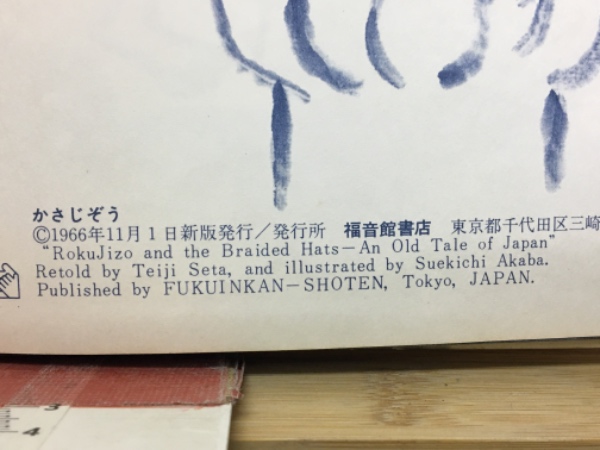 かさじぞう
©1966年11月1日新版発行／発行所 福音館書店 東京都千代田区三崎
"RokuJizo and the Braided Hats—An Old Tale of Japan"
Retold by Teiji Seta, and illustrated by Suekichi Akaba.
Published by FUKUINKAN—SHOTEN, Tokyo, JAPAN.
3
4